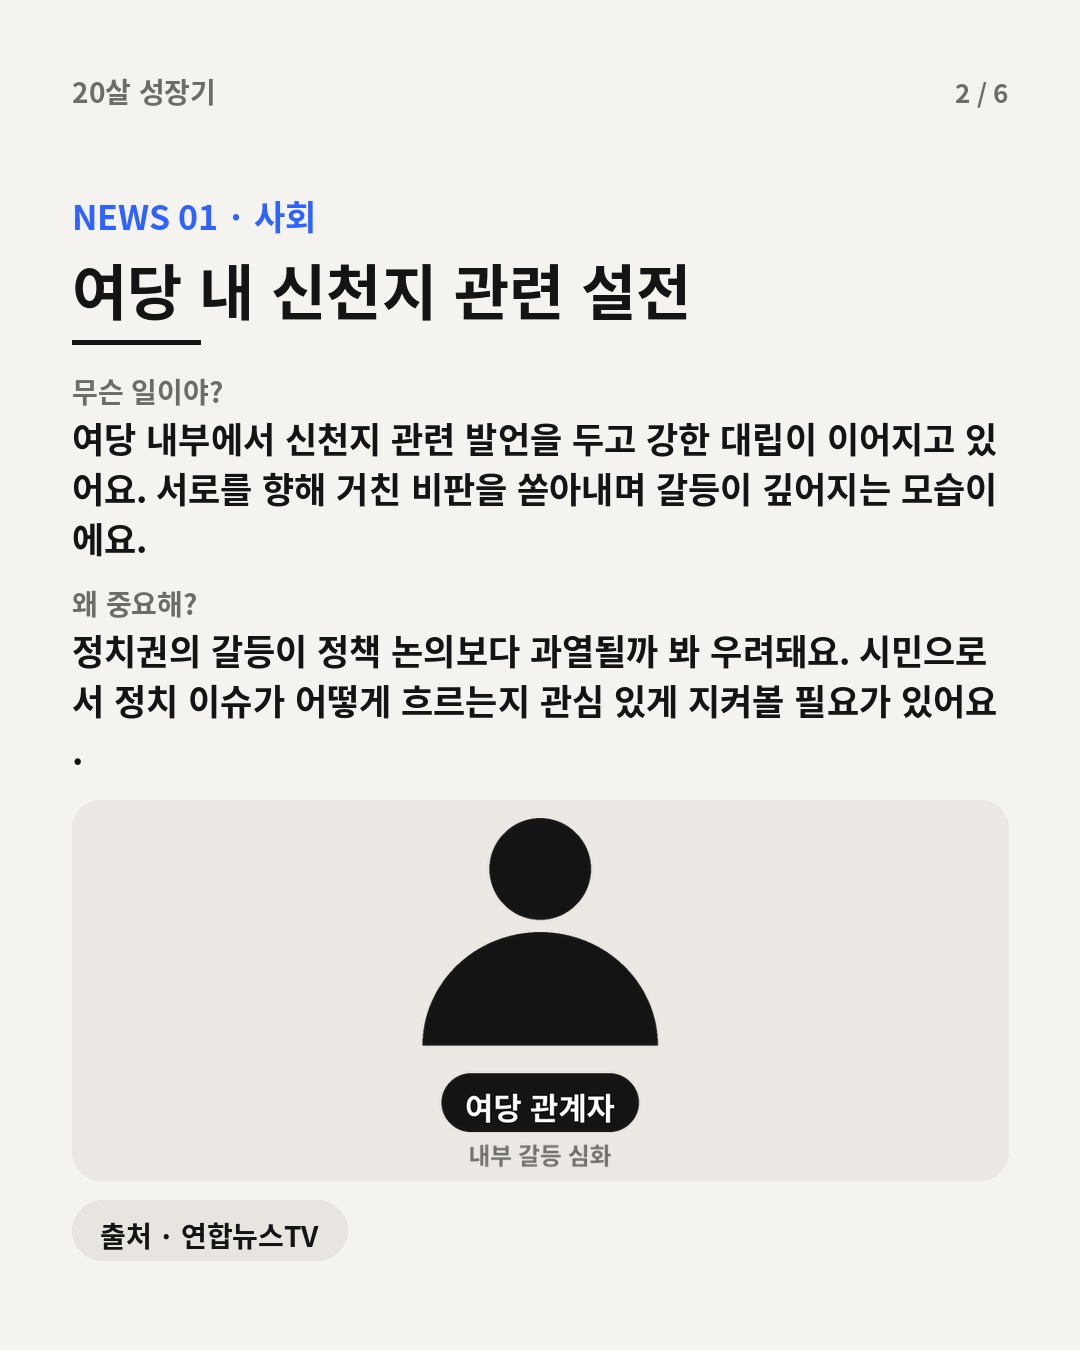 20살 성장기
2 / 6
NEWS 01 · 사회
여당 내 신천지 관련 설전
무슨 일이야?
여당 내부에서 신천지 관련 발언을 두고 강한 대립이 이어지고 있
어요. 서로를 향해 거친 비판을 쏟아내며 갈등이 깊어지는 모습이
에요.
왜 중요해?
정치권의 갈등이 정책 논의보다 과열될까 봐 우려돼요. 시민으로
서 정치 이슈가 어떻게 흐르는지 관심 있게 지켜볼 필요가 있어요
.
여당 관계자
내부 갈등 심화
출처 · 연합뉴스TV